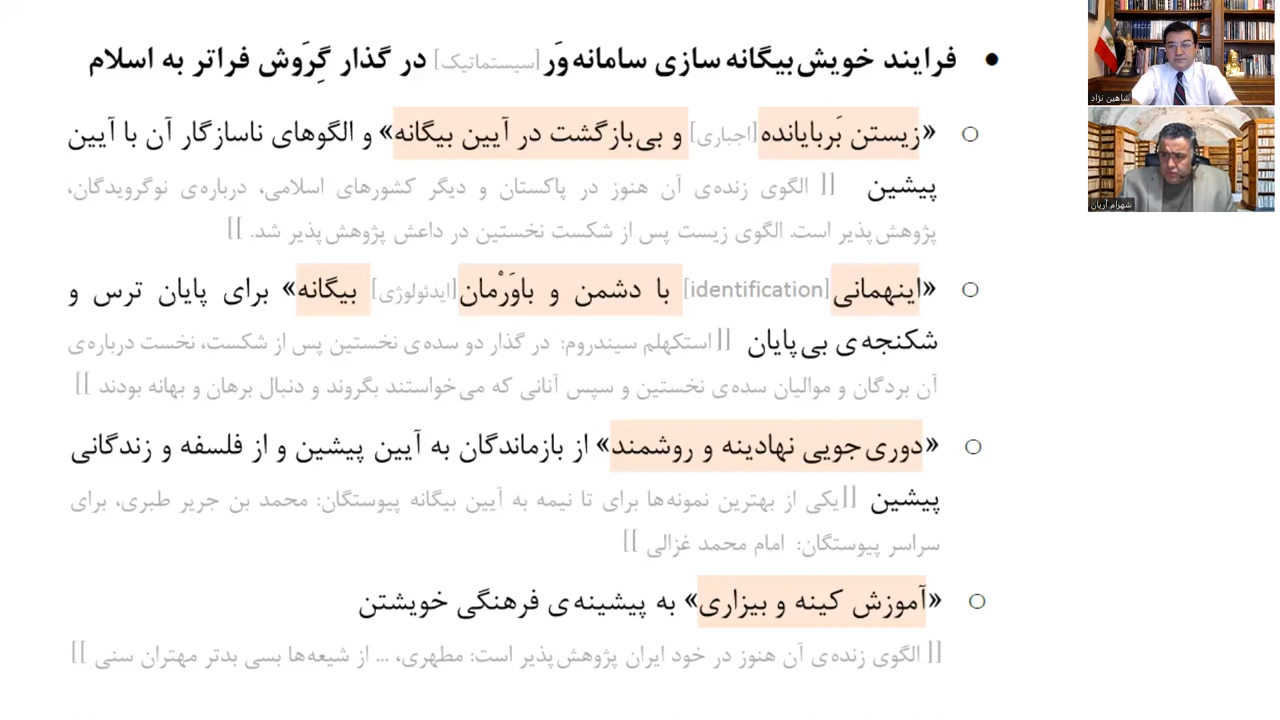 • فرایند خویش‌بیگانه‌سازی سامانه‌وَر [سیستماتیک] در گذار گِرَوش فراتر به اسلام
○ «زیستن بَربایانده [اجباری] و بی‌بازگشت در آیین بیگانه» و الگوهای ناسازگار آن با آیین
پیشین [[ الگوی زنده‌ی آن هنوز در پاکستان و دیگر کشورهای اسلامی، درباره‌ی نوگرویدگان،
پژوهش‌پذیر است. الگوی زیست پس از شکست نخستین در داعش پژوهش‌پذیر شد. ]]
○ «اینهمانی [identification] با دشمن و باوَرْمان [ایدئولوژی] بیگانه» برای پایان ترس و
شکنجه‌ی بی‌پایان [[ استکهلم سیندروم: در گذار دو سده‌ی نخستین پس از شکست، نخست درباره‌ی
آن بردگان و موالیان سده‌ی نخستین و سپس آنانی که می‌خواستند بگروند و دنبال برهان و بهانه بودند ]]
○ «دوری‌جویی نهادینه و روشمند» از بازماندگان به آیین پیشین و از فلسفه و زندگانی
پیشین [[ یکی از بهترین نمونه‌ها برای تا نیمه به آیین بیگانه پیوستگان: محمد بن جریر طبری، برای
سراسر پیوستگان: امام محمد غزالی ]]
○ «آموزش کینه و بیزاری» به پیشینه‌ی فرهنگی خویشتن
[[ الگوی زنده‌ی آن هنوز در خود ایران پژوهش‌پذیر است: مطهری، ... از شیعه‌ها بسی بدتر مهتران سنی ]]
شاهین نژاد
شهرام آریان